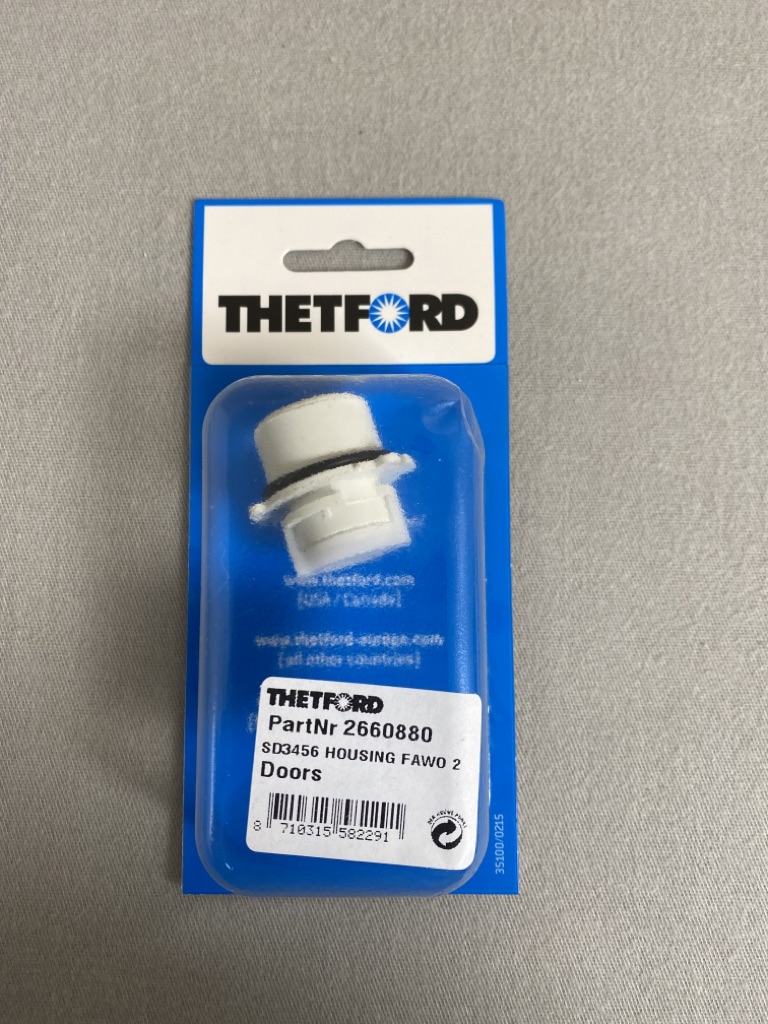 THETFORD
www.thetford.com
[USA / Canada]
www.thetford-europe.com
[all other countries]
THETFORD
PartNr 2660880
SD3456 HOUSING FAWO 2
Doors
8 710315 582291
35100/0215